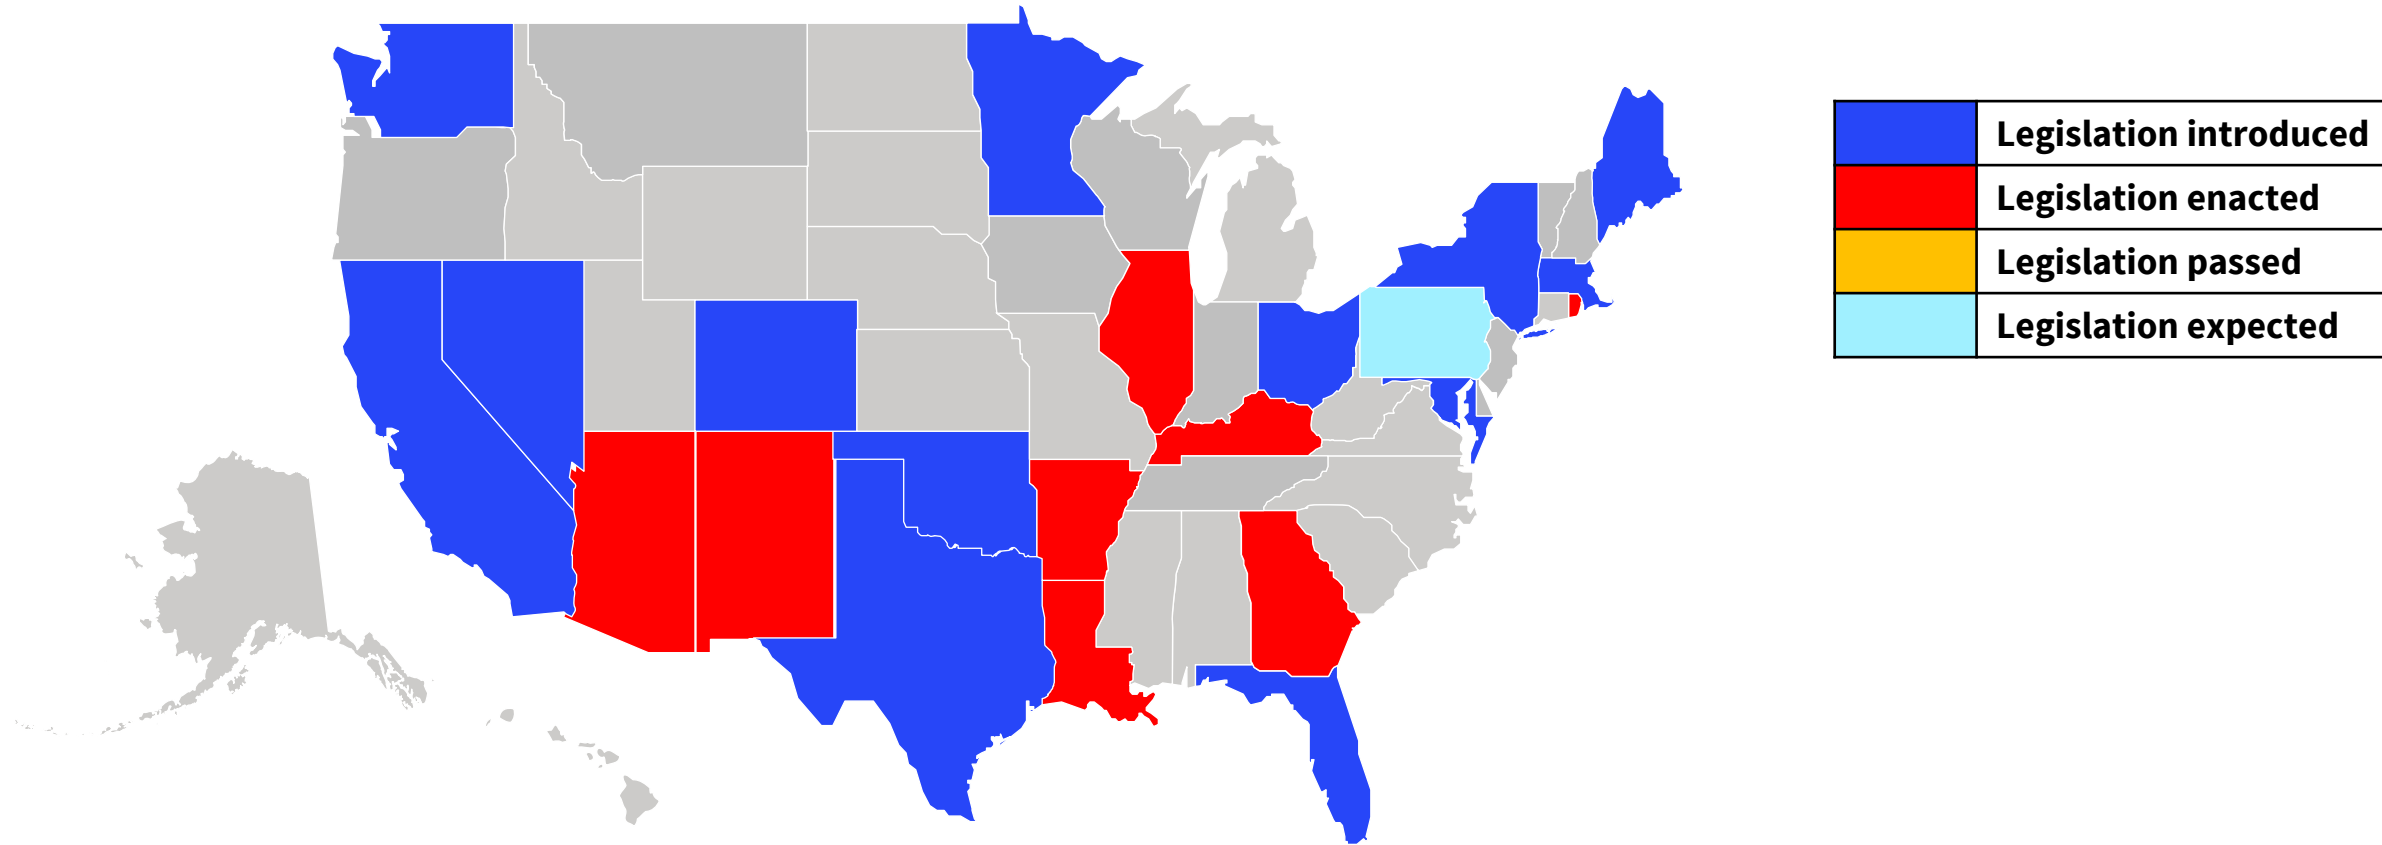 Legislation introduced
Legislation enacted
Legislation passed
Legislation expected